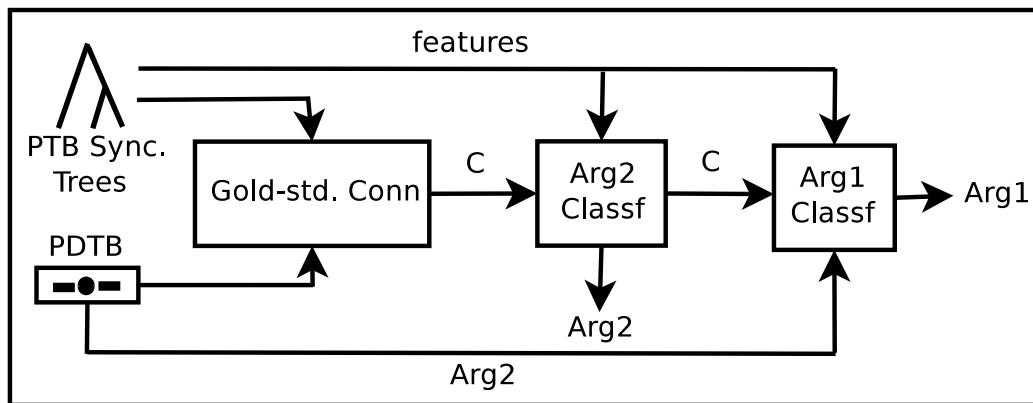 features
PTB Sync.
Trees
Gold-std. Conn
C
Arg2
Classf
C
Arg1
Classf
Arg1
PDTB
Arg2
Arg2